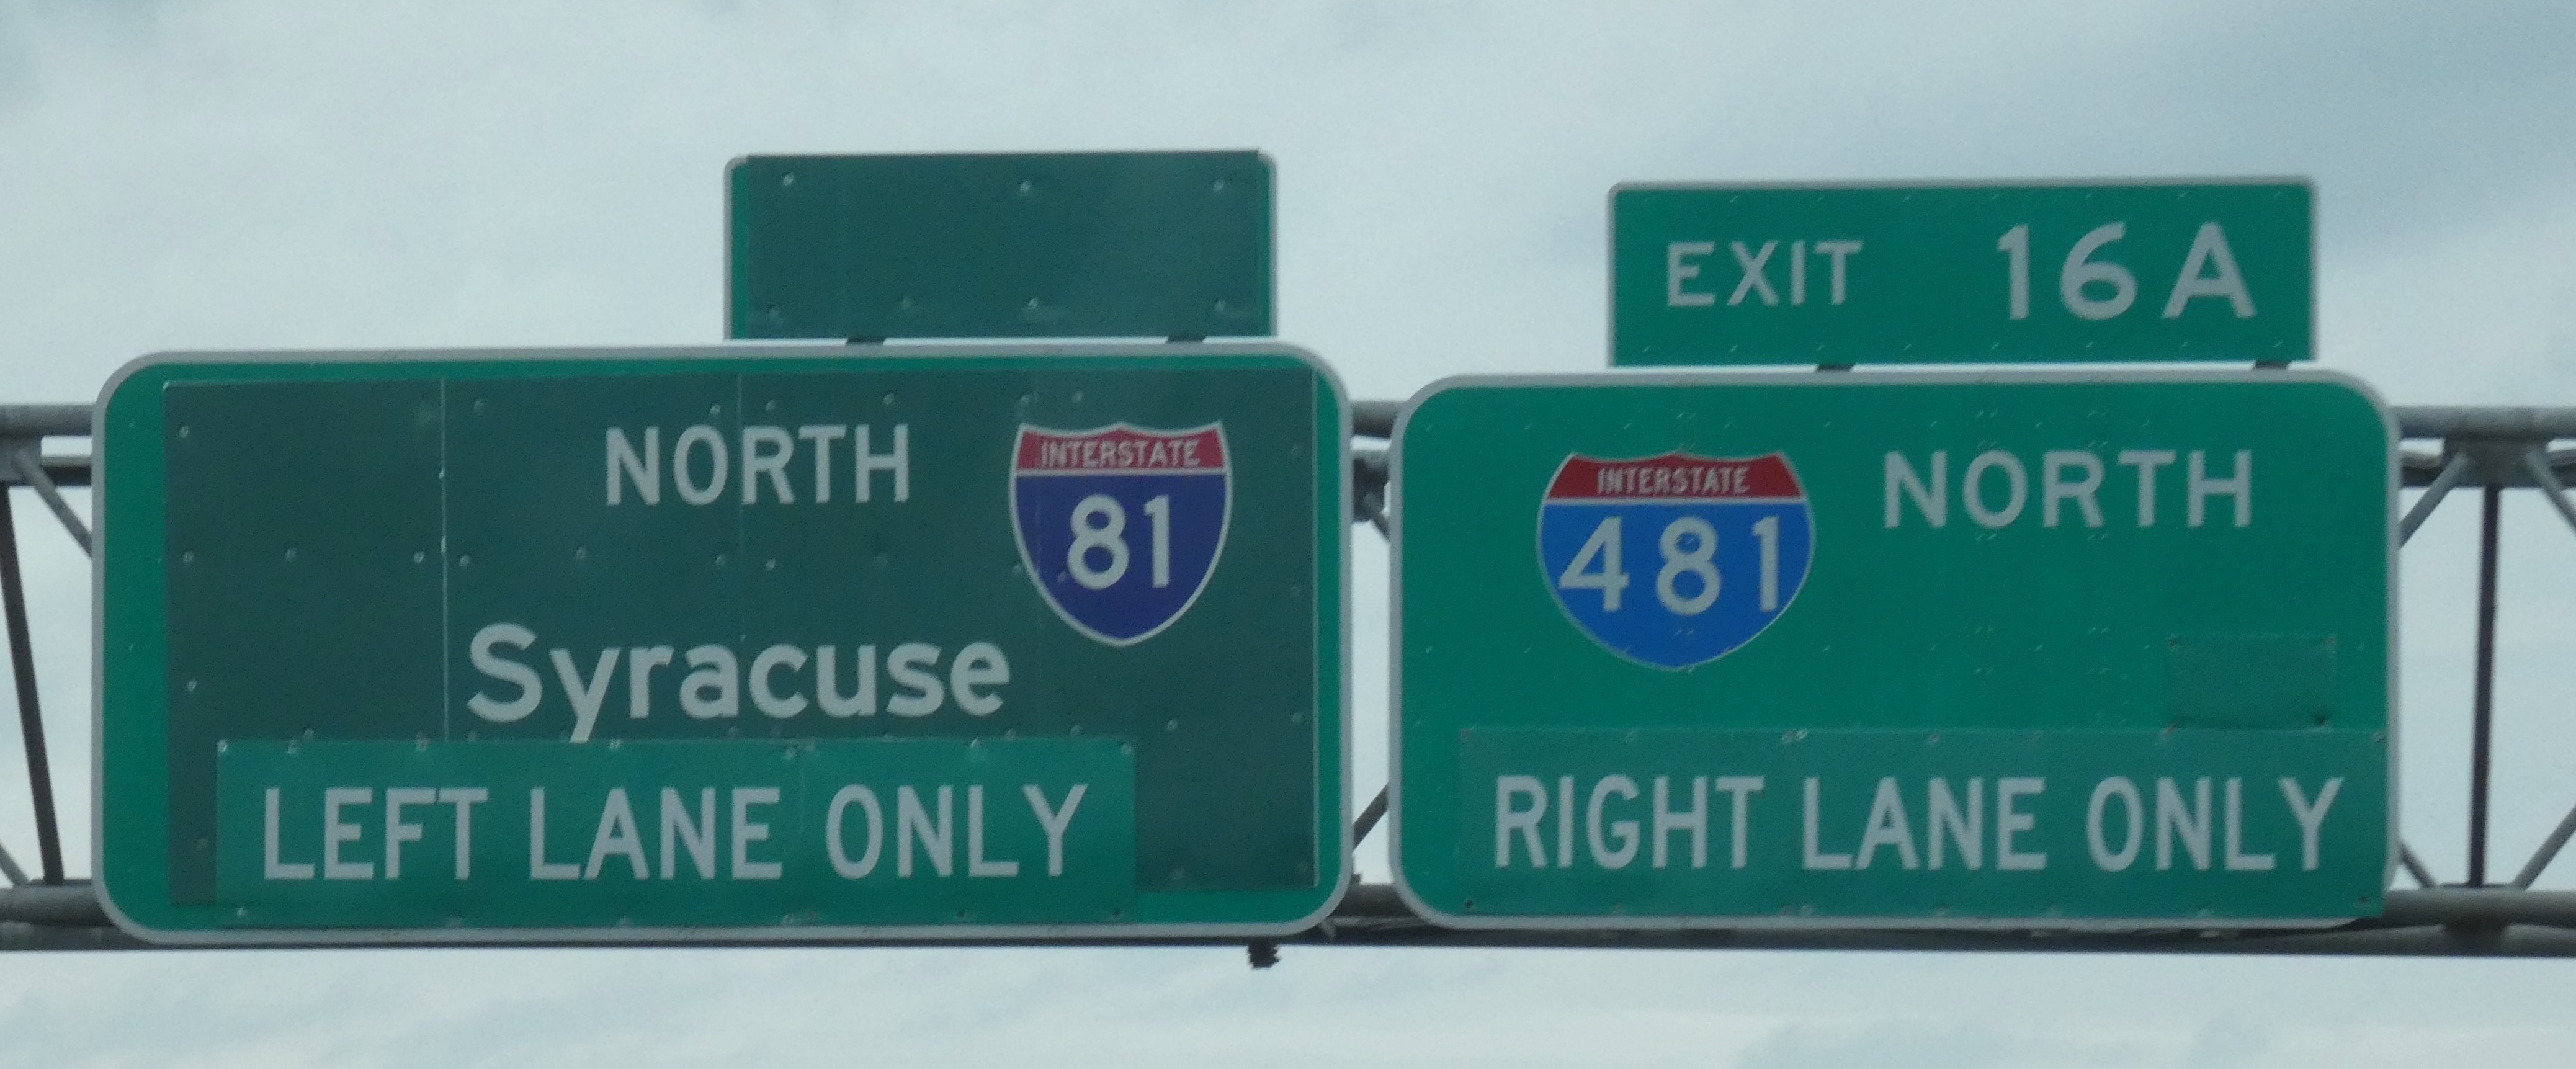 NORTH
INTERSTATE
81
Syracuse
LEFT LANE ONLY
EXIT 16A
INTERSTATE
481
NORTH
RIGHT LANE ONLY